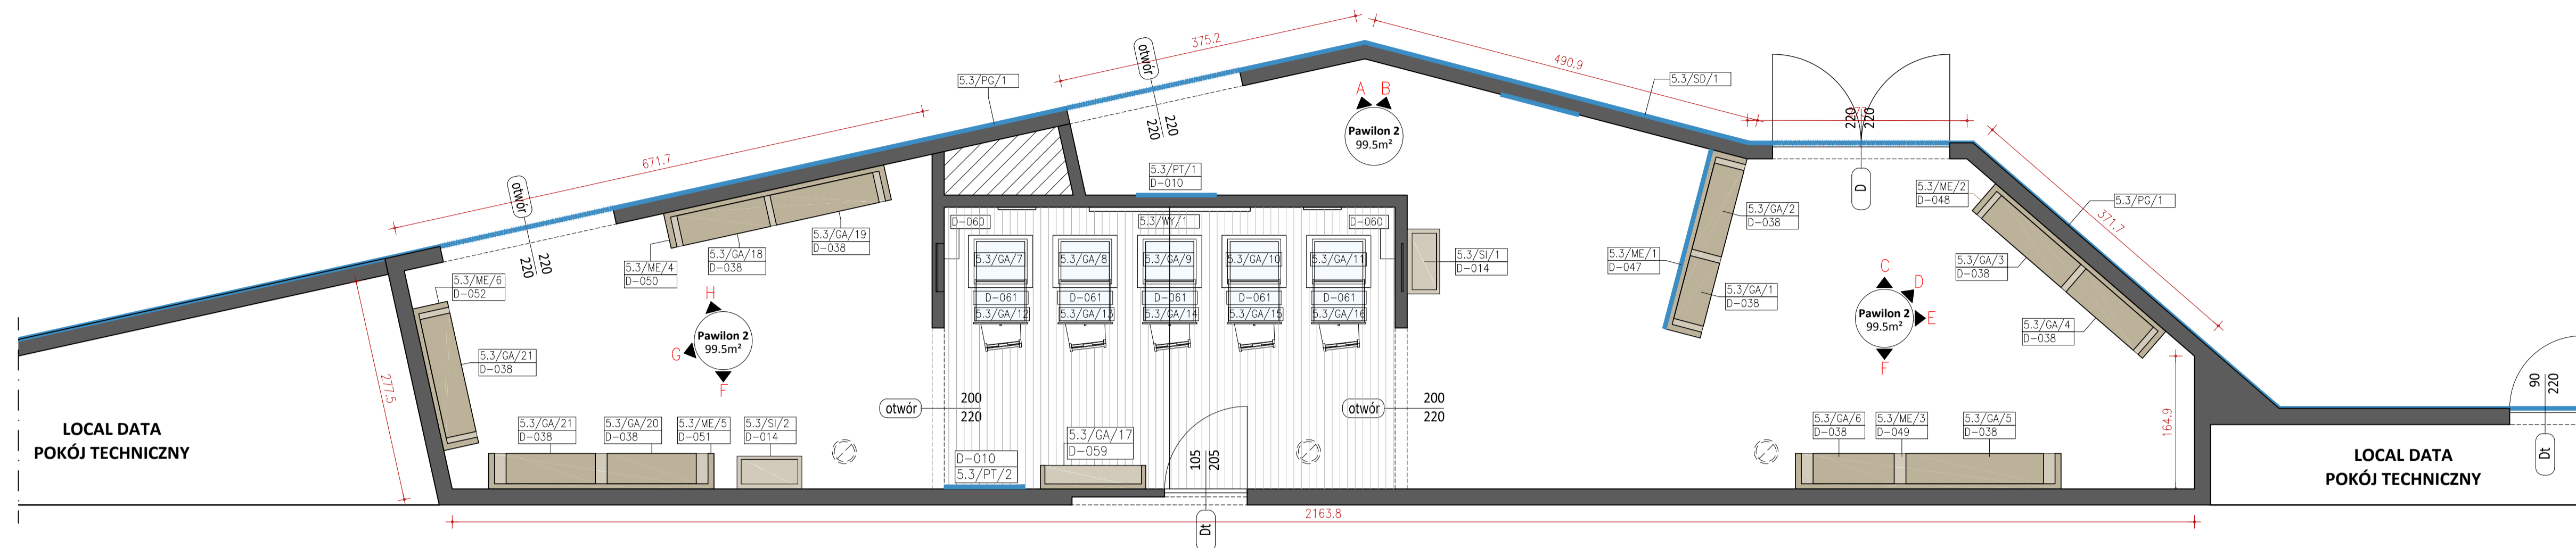 LOCAL DATA
POKÓJ TECHNICZNY
277.5
671.7
otwór
220
220
5.3/ME/6
D-052
5.3/GA/21
D-038
5.3/GA/21
D-038
5.3/GA/20
D-038
5.3/ME/5
D-051
5.3/SI/2
D-014
5.3/ME/4
D-050
5.3/GA/18
D-038
5.3/GA/19
D-038
H
G
F
Pawilon 2
99.5m²
5.3/PG/1
375.2
otwór
220
220
5.3/PT/1
D-010
D-060
5.3/WY/1
D-060
5.3/GA/7
5.3/GA/8
5.3/GA/9
5.3/GA/10
5.3/GA/11
D-061
D-061
D-061
D-061
D-061
5.3/GA/12
5.3/GA/13
5.3/GA/14
5.3/GA/15
5.3/GA/16
otwór
200
220
D-010
5.3/PT/2
5.3/GA/17
D-059
105
205
Dt
otwór
200
220
2163.8
A
B
Pawilon 2
99.5m²
490.9
5.3/SD/1
5.3/SI/1
D-014
5.3/ME/1
D-047
5.3/GA/2
D-038
5.3/GA/1
D-038
220
220
D
5.3/ME/2
D-048
5.3/PG/1
371.7
5.3/GA/3
D-038
5.3/GA/4
D-038
C
D
E
F
Pawilon 2
99.5m²
5.3/GA/6
D-038
5.3/ME/3
D-049
5.3/GA/5
D-038
164.9
LOCAL DATA
POKÓJ TECHNICZNY
90
220
Dt